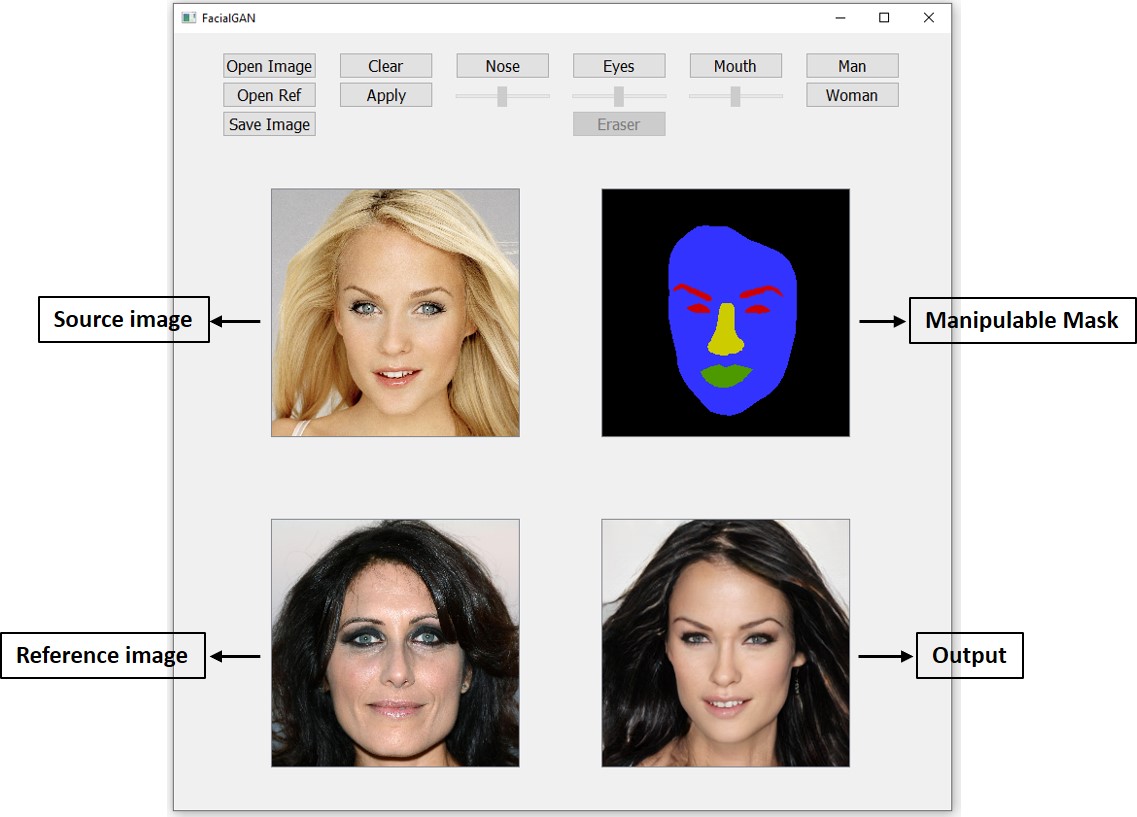 FacialGAN
Open Image Clear Nose Eyes Mouth Man
Open Ref Apply Woman
Save Image Eraser
Source image
Manipulable Mask
Reference image
Output